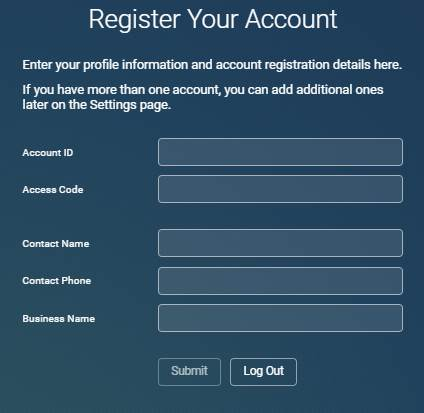 Register Your Account
Enter your profile information and account registration details here.
If you have more than one account, you can add additional ones
later on the Settings page.
Account ID
Access Code
Contact Name
Contact Phone
Business Name
Submit
Log Out